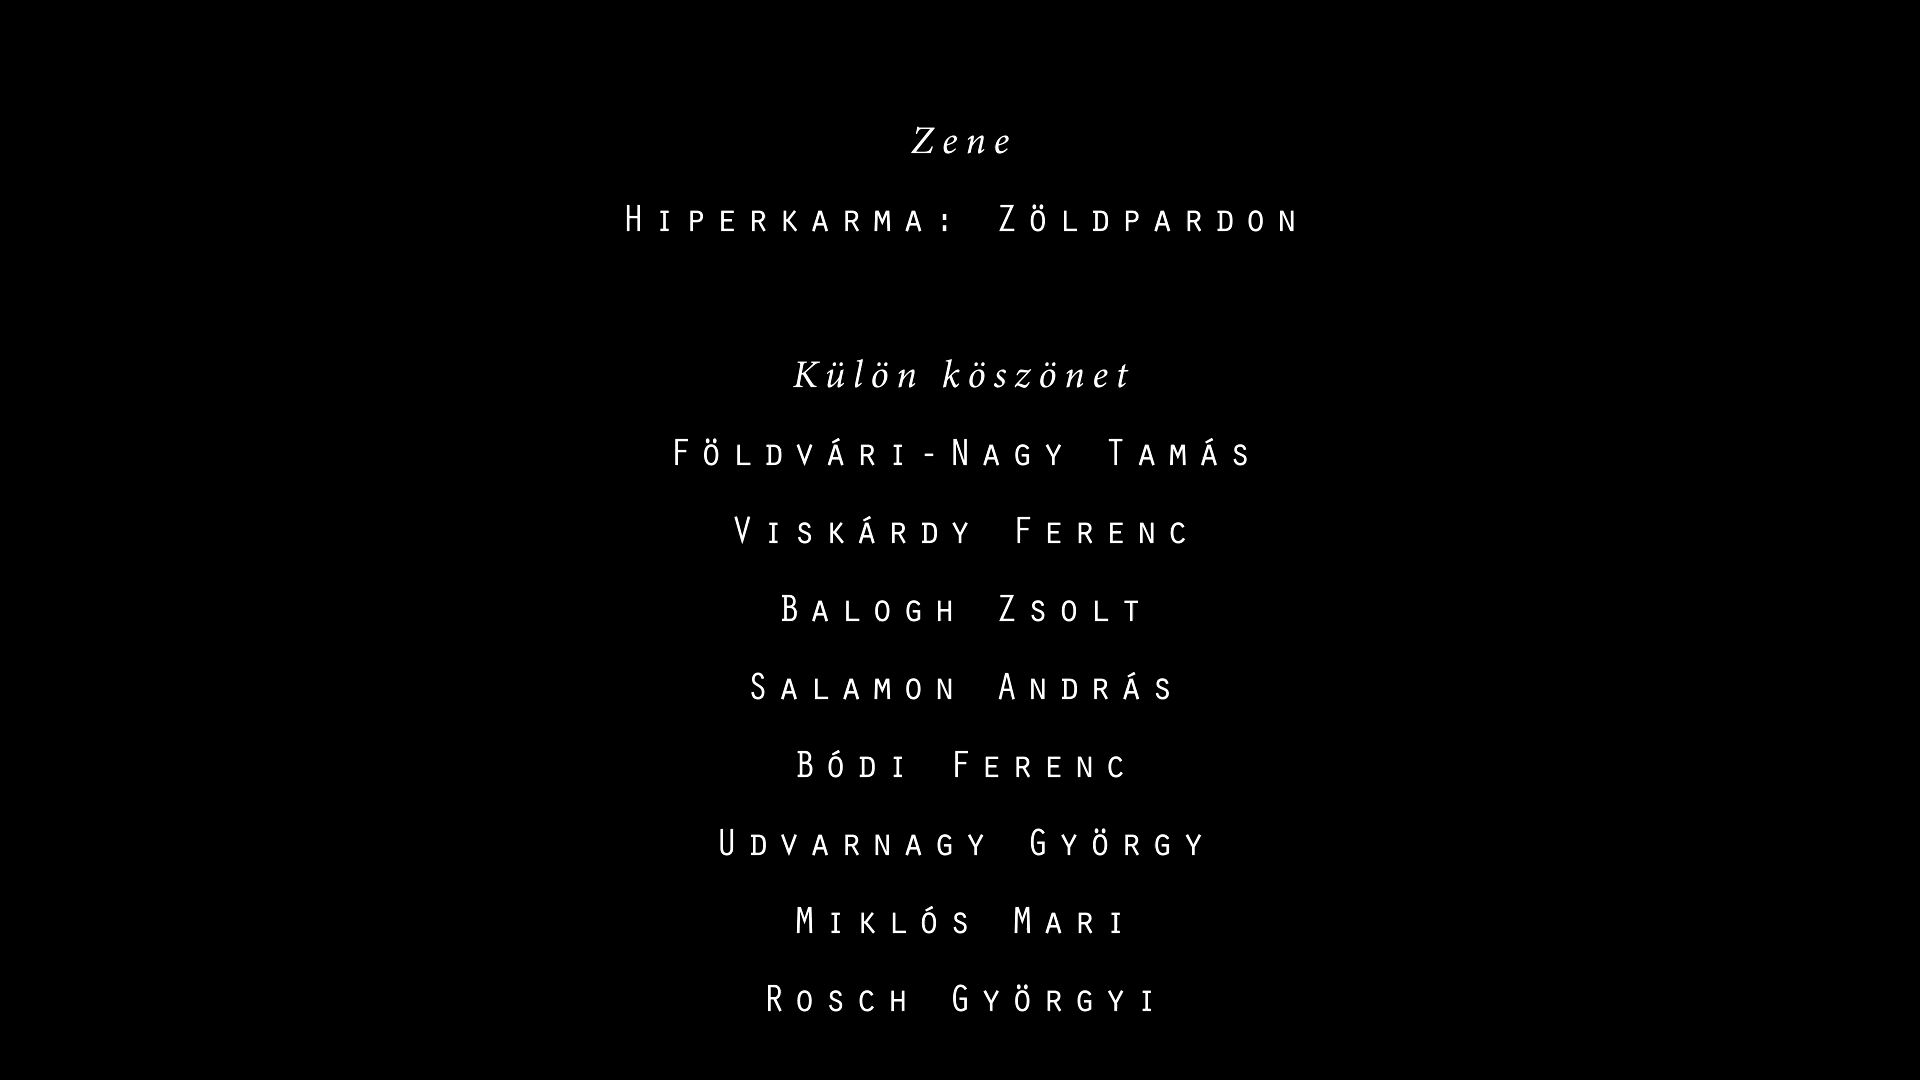 Zene
Hiperkarma: Zöldpardon
Külön köszönet
Földvári-Nagy Tamás
Viskárdy Ferenc
Balogh Zsolt
Salamon András
Bódi Ferenc
Udvarnagy György
Miklós Mari
Rosch Györgyi